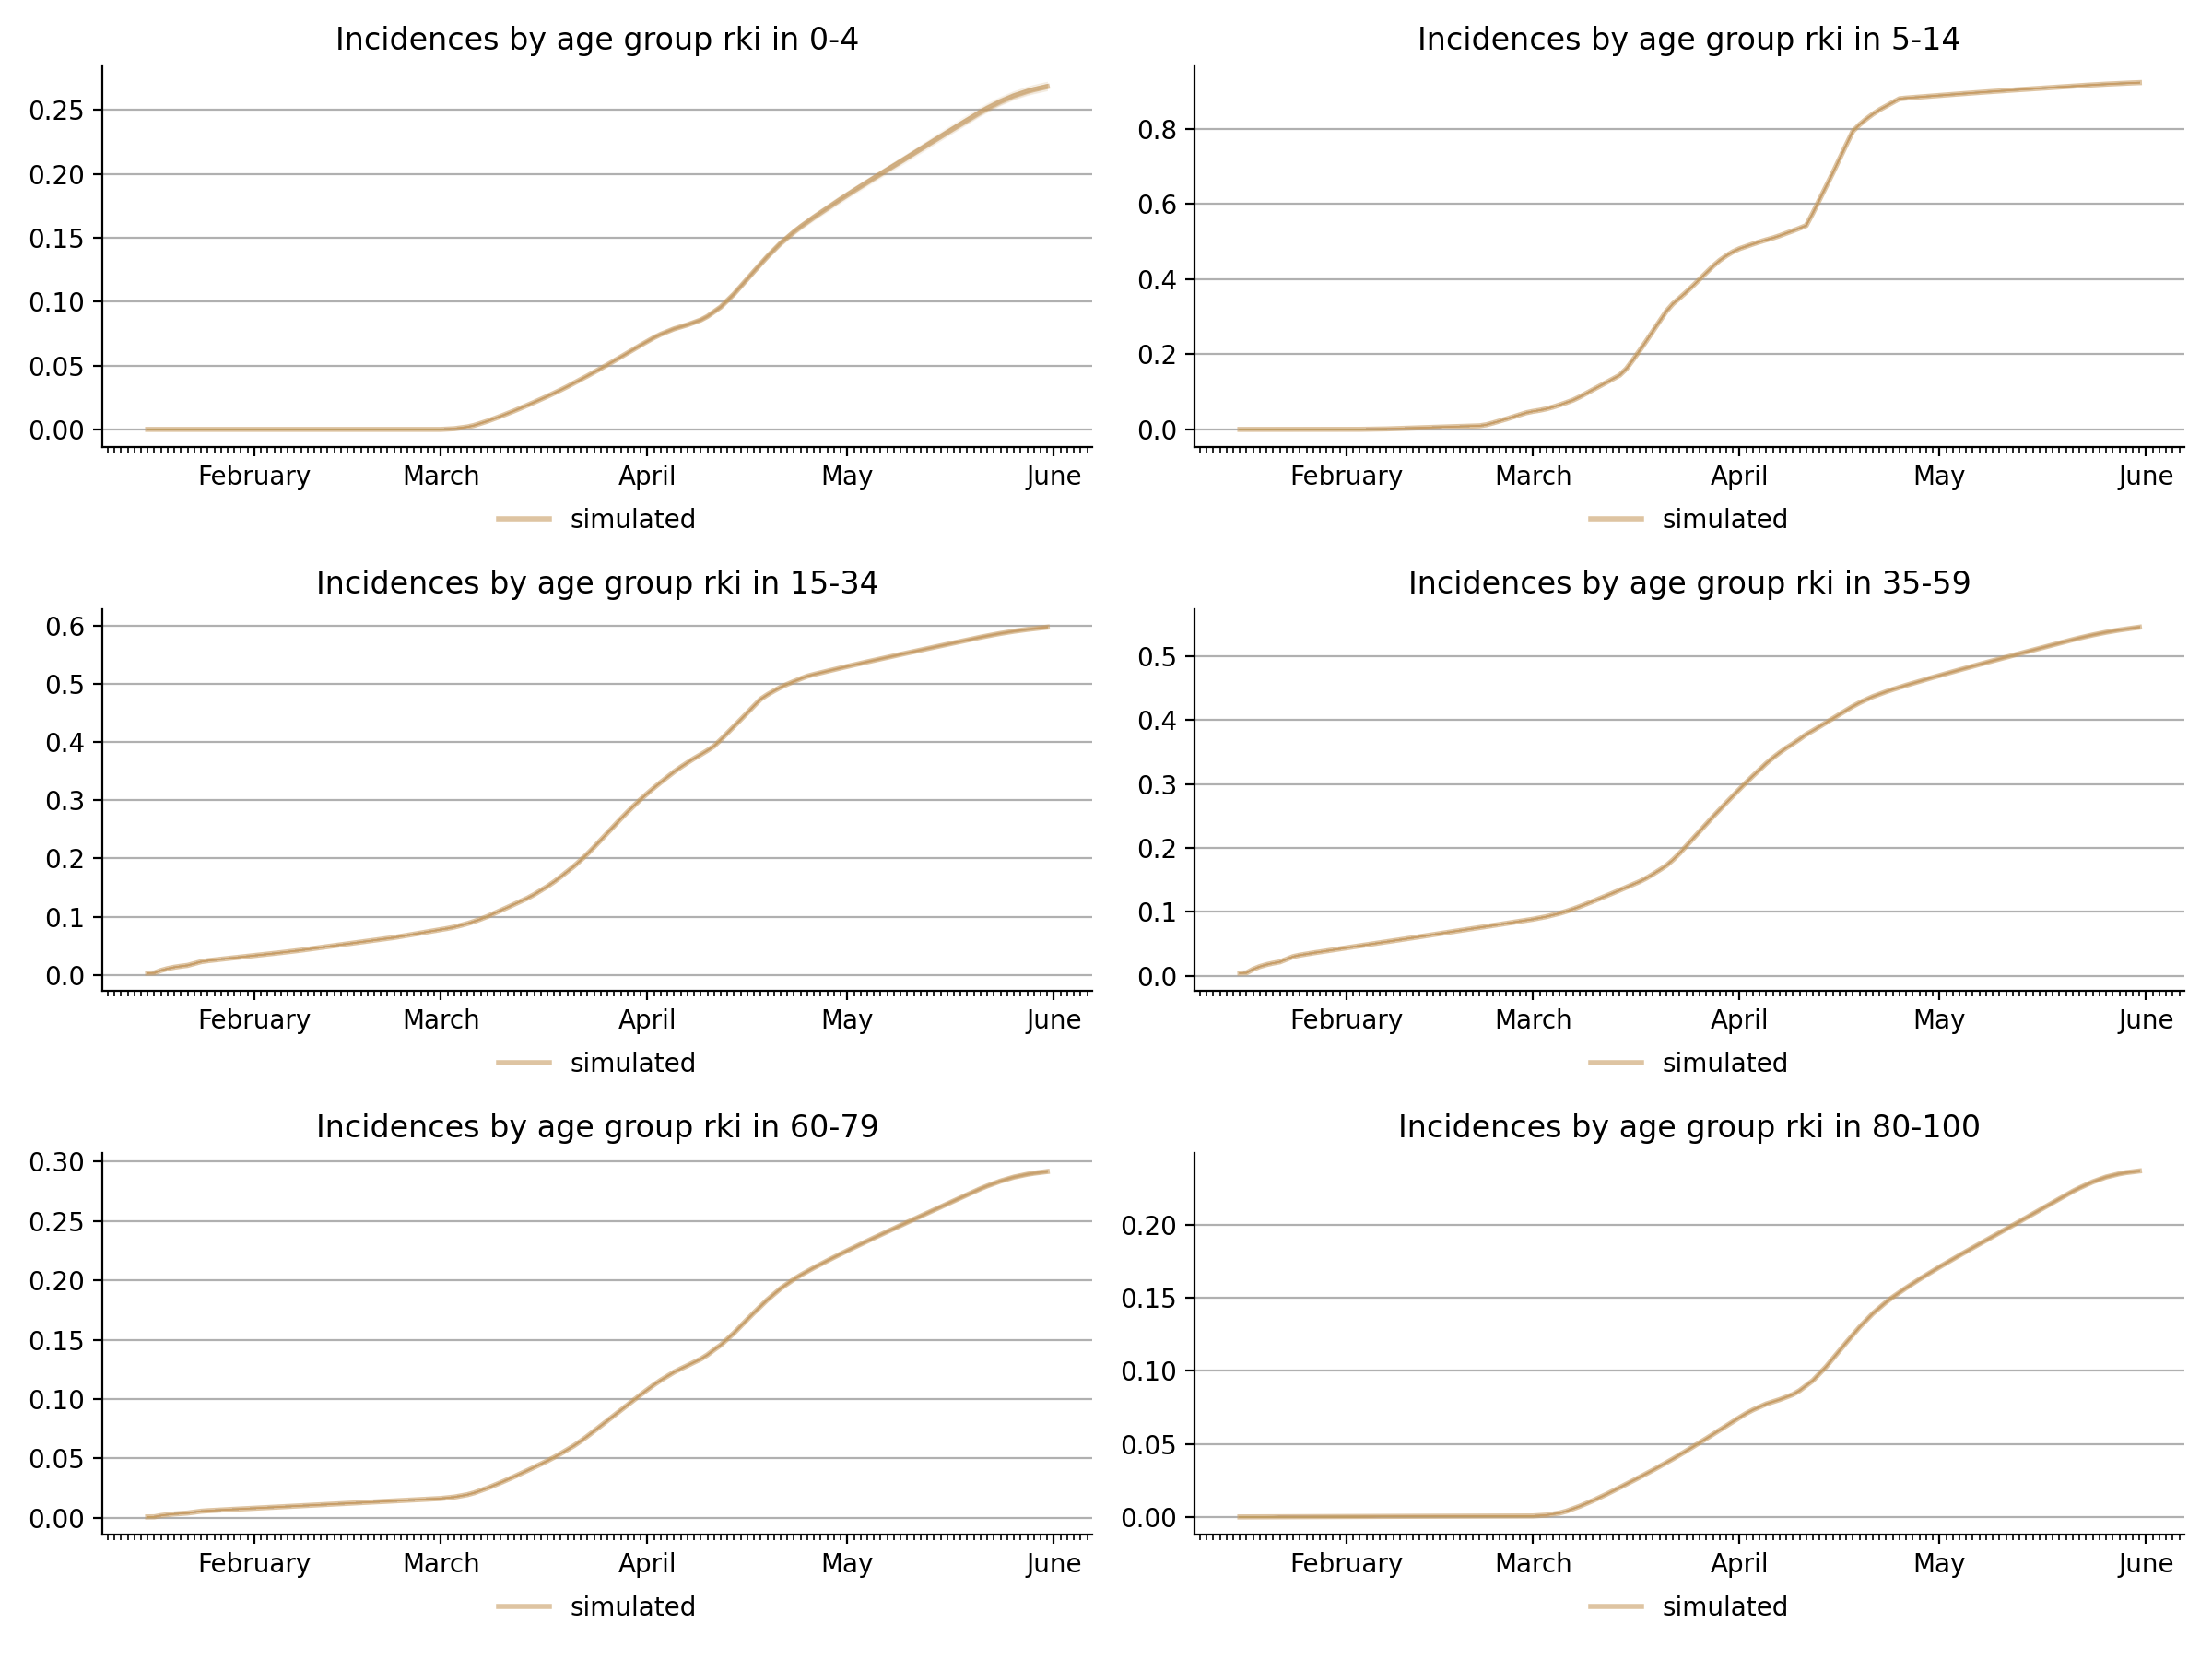 Incidences by age group rki in 0-4
0.25
0.20
0.15
0.10
0.05
0.00
February March April May June
simulated
Incidences by age group rki in 5-14
0.8
0.6
0.4
0.2
0.0
February March April May June
simulated
Incidences by age group rki in 15-34
0.6
0.5
0.4
0.3
0.2
0.1
0.0
February March April May June
simulated
Incidences by age group rki in 35-59
0.5
0.4
0.3
0.2
0.1
0.0
February March April May June
simulated
Incidences by age group rki in 60-79
0.30
0.25
0.20
0.15
0.10
0.05
0.00
February March April May June
simulated
Incidences by age group rki in 80-100
0.20
0.15
0.10
0.05
0.00
February March April May June
simulated